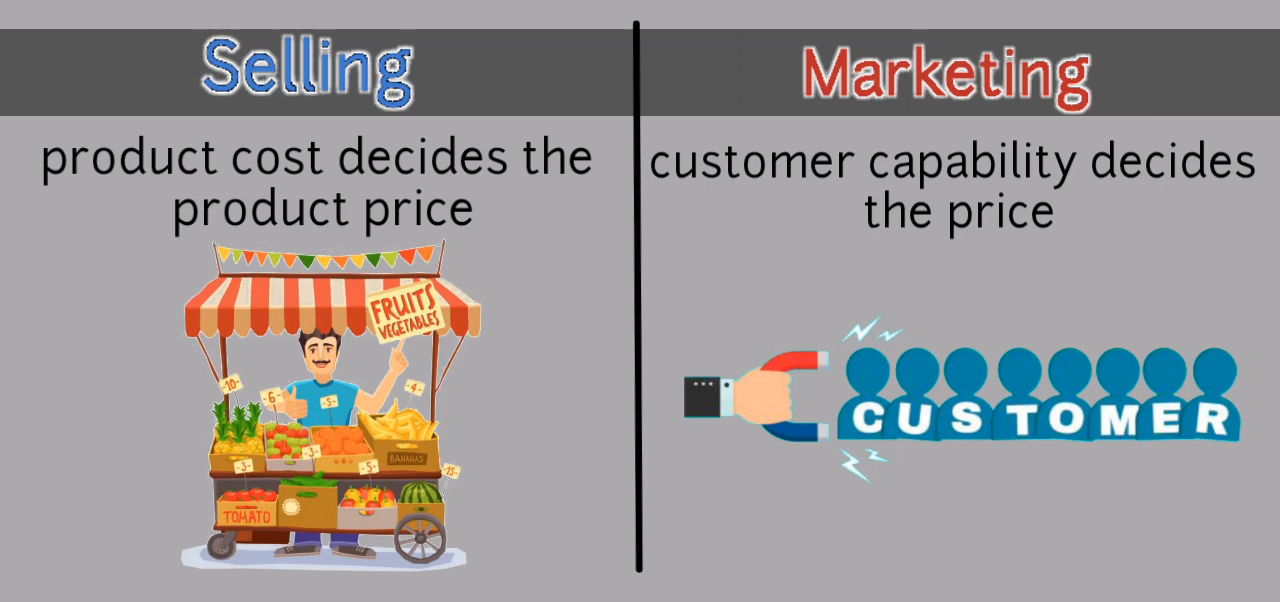 Selling
product cost decides the
product price
Marketing
customer capability decides
the price
FRUITS
VEGETABLES
-10-
-6-
-5-
-4-
-3-
BANANAS
-3-
-5-
-15-
TOMATO
CUSTOMER